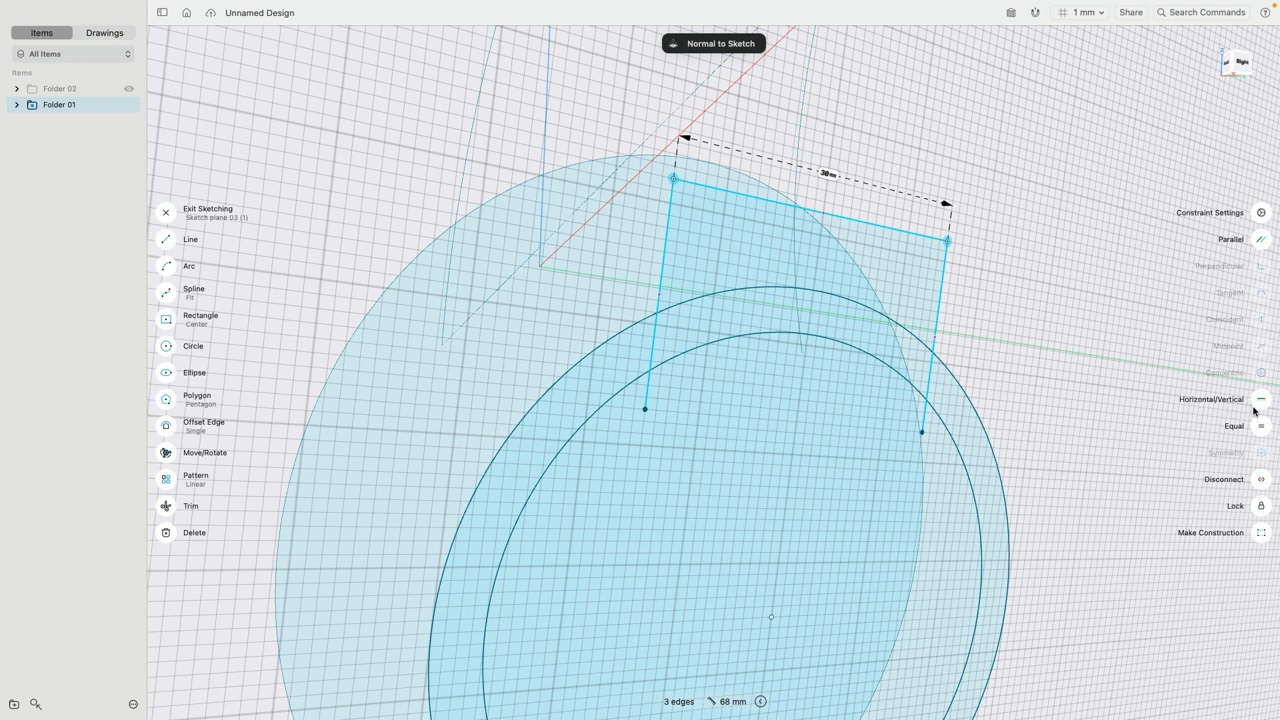 Unnamed Design
1 mm
Share
Search Commands
Items
Drawings
Items
Items
Folder 02
Folder 01
Normal to Sketch
Right
30mm
Exit Sketching
Sketch plane 03 (1)
Line
Arc
Spline
Fit
Rectangle
Center
Circle
Ellipse
Polygon
Pentagon
Offset Edge
Single
Move/Rotate
Pattern
Linear
Trim
Delete
Constraint Settings
Parallel
Perpendicular
Tangent
Coincident
Midpoint
Concentric
Horizontal/Vertical
Equal
Symmetry
Disconnect
Lock
Make Construction
3 edges
68 mm